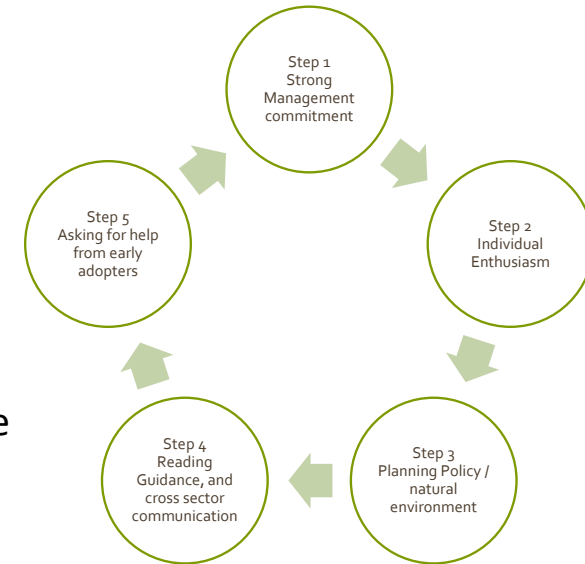 Step 1
Strong
Management
commitment
Step 2
Individual
Enthusiasm
Step 3
Planning Policy /
natural
environment
Step 4
Reading
Guidance, and
cross sector
communication
Step 5
Asking for help
from early
adopters
e